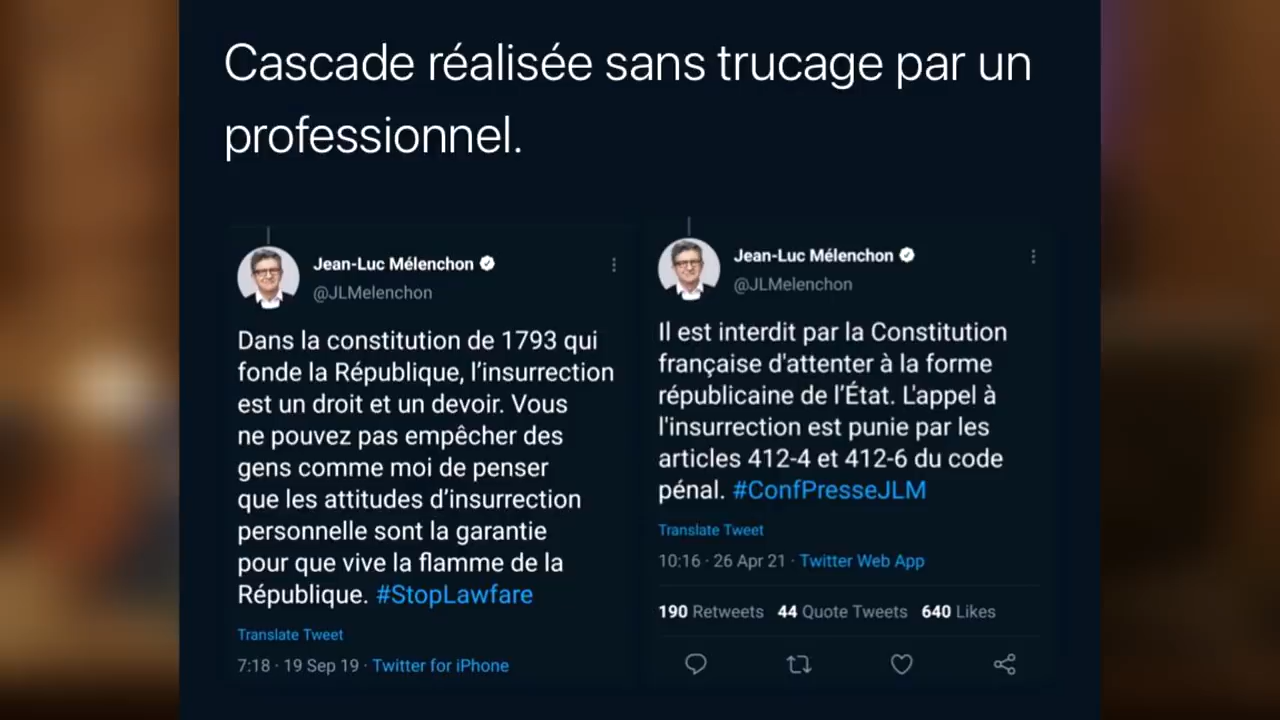 Cascade réalisée sans trucage par un
professionnel.
Jean-Luc Mélenchon
@JLMelenchon
Dans la constitution de 1793 qui
fonde la République, l’insurrection
est un droit et un devoir. Vous
ne pouvez pas empêcher des
gens comme moi de penser
que les attitudes d’insurrection
personnelle sont la garantie
pour que vive la flamme de la
République. #StopLawfare
Translate Tweet
7:18 · 19 Sep 19 · Twitter for iPhone
Jean-Luc Mélenchon
@JLMelenchon
Il est interdit par la Constitution
française d'attenter à la forme
républicaine de l’État. L'appel à
l'insurrection est punie par les
articles 412-4 et 412-6 du code
pénal. #ConfPresseJLM
Translate Tweet
10:16 · 26 Apr 21 · Twitter Web App
190 Retweets 44 Quote Tweets 640 Likes